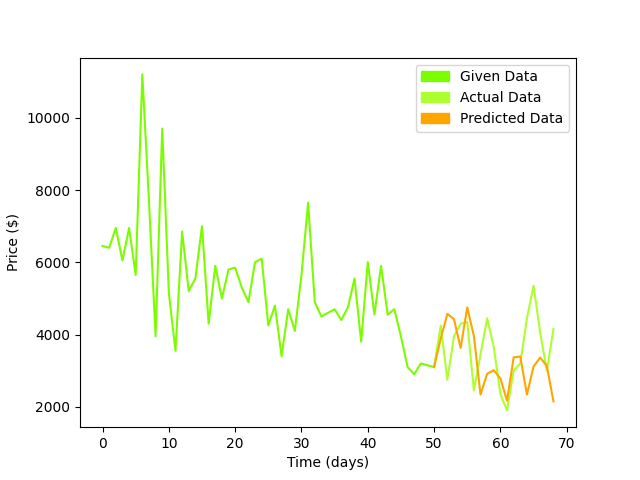 Given Data
Actual Data
Predicted Data
10000
8000
6000
4000
2000
Price ($)
0 10 20 30 40 50 60 70
Time (days)